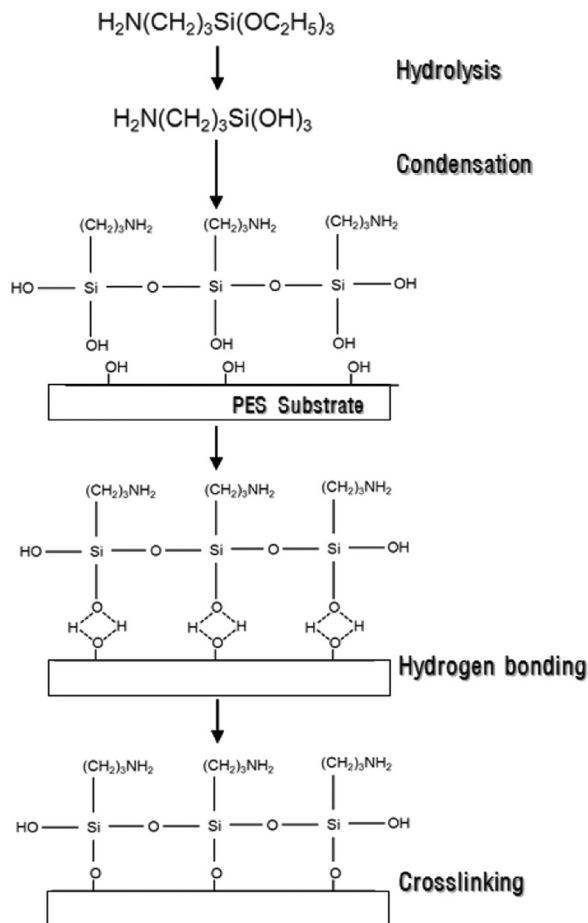 H₂N(CH₂)₃Si(OC₂H₅)₃
Hydrolysis
H₂N(CH₂)₃Si(OH)₃
Condensation
(CH₂)₃NH₂ (CH₂)₃NH₂ (CH₂)₃NH₂
HO Si O Si O Si OH
OH OH OH
OH OH OH
PES Substrate
(CH₂)₃NH₂ (CH₂)₃NH₂ (CH₂)₃NH₂
HO Si O Si O Si OH
O O O
H H H H H H
O O O
Hydrogen bonding
(CH₂)₃NH₂ (CH₂)₃NH₂ (CH₂)₃NH₂
HO Si O Si O Si OH
O O O
Crosslinking